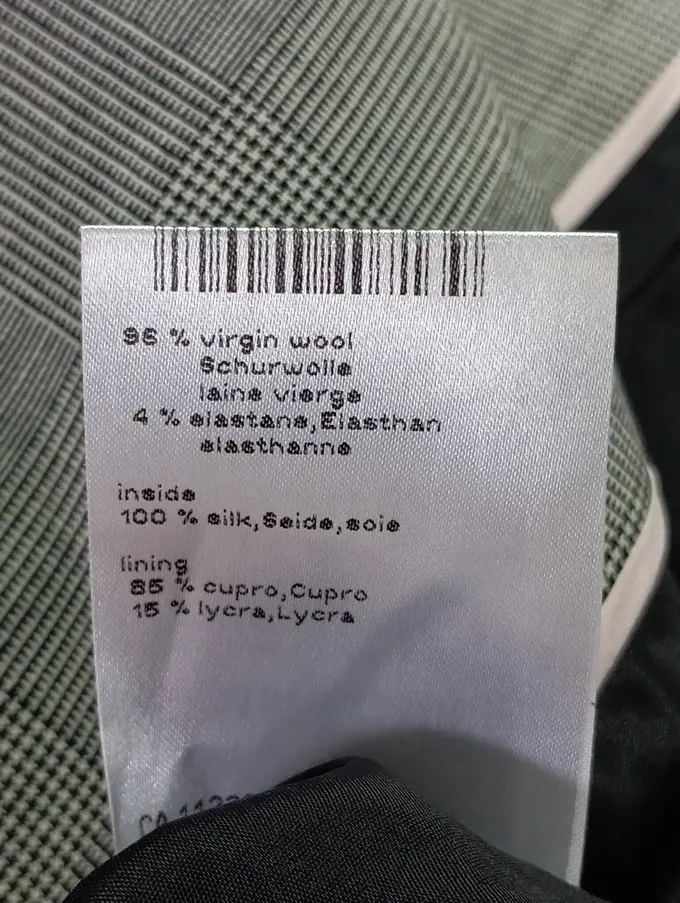 96 % virgin wool
Schurwolle
laine vierge
4 % elastane,Elasthan
elasthanne
inside
100 % silk,Seide,soie
lining
85 % cupro,Cupro
15 % lycra,Lycra